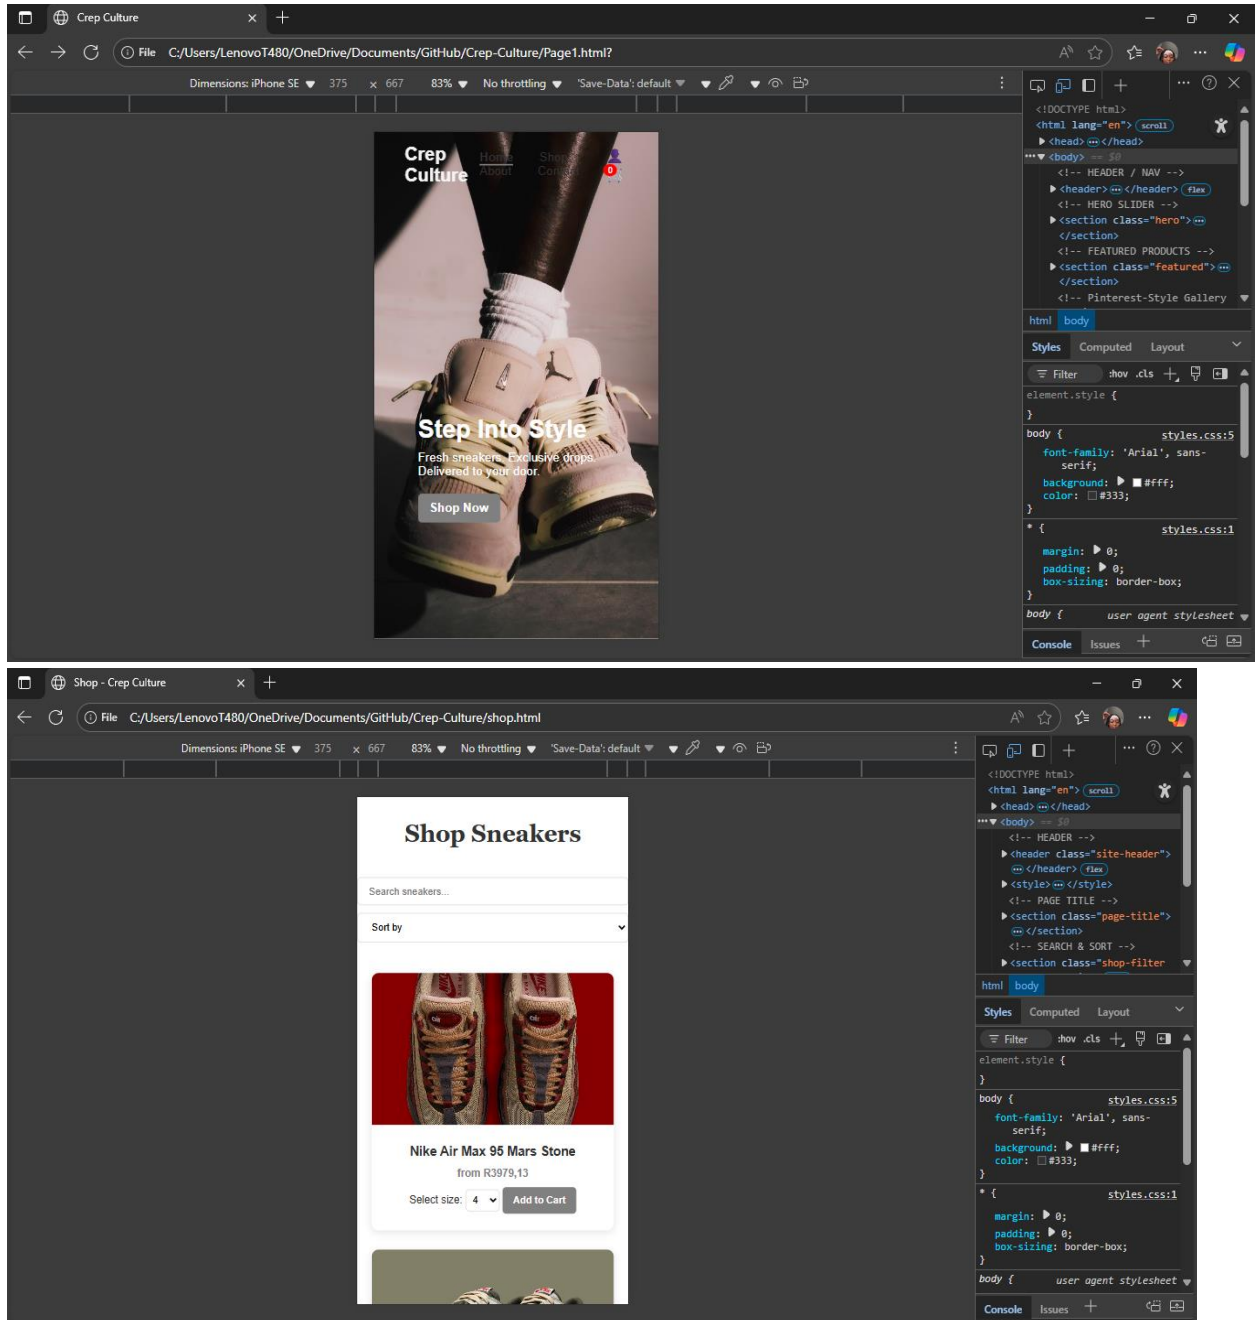 Crep Culture
File C:/Users/LenovoT480/OneDrive/Documents/GitHub/Crep-Culture/Page1.html?
Dimensions: iPhone SE 375 x 667 83% No throttling 'Save-Data': default
Crep
Culture
Home Shop
About Contact
0
Step Into Style
Fresh sneakers. Exclusive drops.
Delivered to your door.
Shop Now
<!DOCTYPE html>
<html lang="en"> scroll
<head> </head>
<body> == $0
<!-- HEADER / NAV -->
<header> </header> flex
<!-- HERO SLIDER -->
<section class="hero">
</section>
<!-- FEATURED PRODUCTS -->
<section class="featured">
</section>
<!-- Pinterest-Style Gallery
html body
Styles Computed Layout
Filter :hov .cls
element.style {
}
body { styles.css:5
font-family: 'Arial', sans-
serif;
background: #fff;
color: #333;
}
* { styles.css:1
margin: 0;
padding: 0;
box-sizing: border-box;
}
body { user agent stylesheet
Console Issues
Shop - Crep Culture
File C:/Users/LenovoT480/OneDrive/Documents/GitHub/Crep-Culture/shop.html
Dimensions: iPhone SE 375 x 667 83% No throttling 'Save-Data': default
Shop Sneakers
Search sneakers...
Sort by
Nike Air Max 95 Mars Stone
from R3979,13
Select size: 4 Add to Cart
<!DOCTYPE html>
<html lang="en"> scroll
<head> </head>
<body> == $0
<!-- HEADER -->
<header class="site-header">
</header> flex
<style> </style>
<!-- PAGE TITLE -->
<section class="page-title">
</section>
<!-- SEARCH & SORT -->
<section class="shop-filter
html body
Styles Computed Layout
Filter :hov .cls
element.style {
}
body { styles.css:5
font-family: 'Arial', sans-
serif;
background: #fff;
color: #333;
}
* { styles.css:1
margin: 0;
padding: 0;
box-sizing: border-box;
}
body { user agent stylesheet
Console Issues